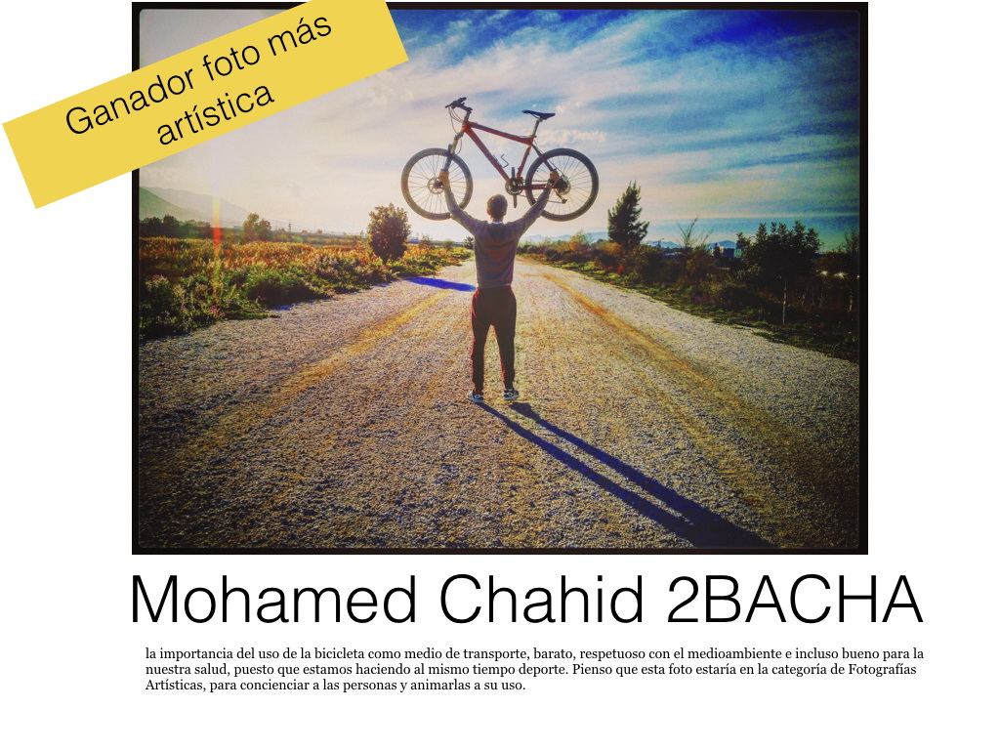 Ganador foto más
artística
Mohamed Chahid 2BACHA
la importancia del uso de la bicicleta como medio de transporte, barato, respetuoso con el medioambiente e incluso bueno para la
nuestra salud, puesto que estamos haciendo al mismo tiempo deporte. Pienso que esta foto estaría en la categoría de Fotografías
Artísticas, para concienciar a las personas y animarlas a su uso.